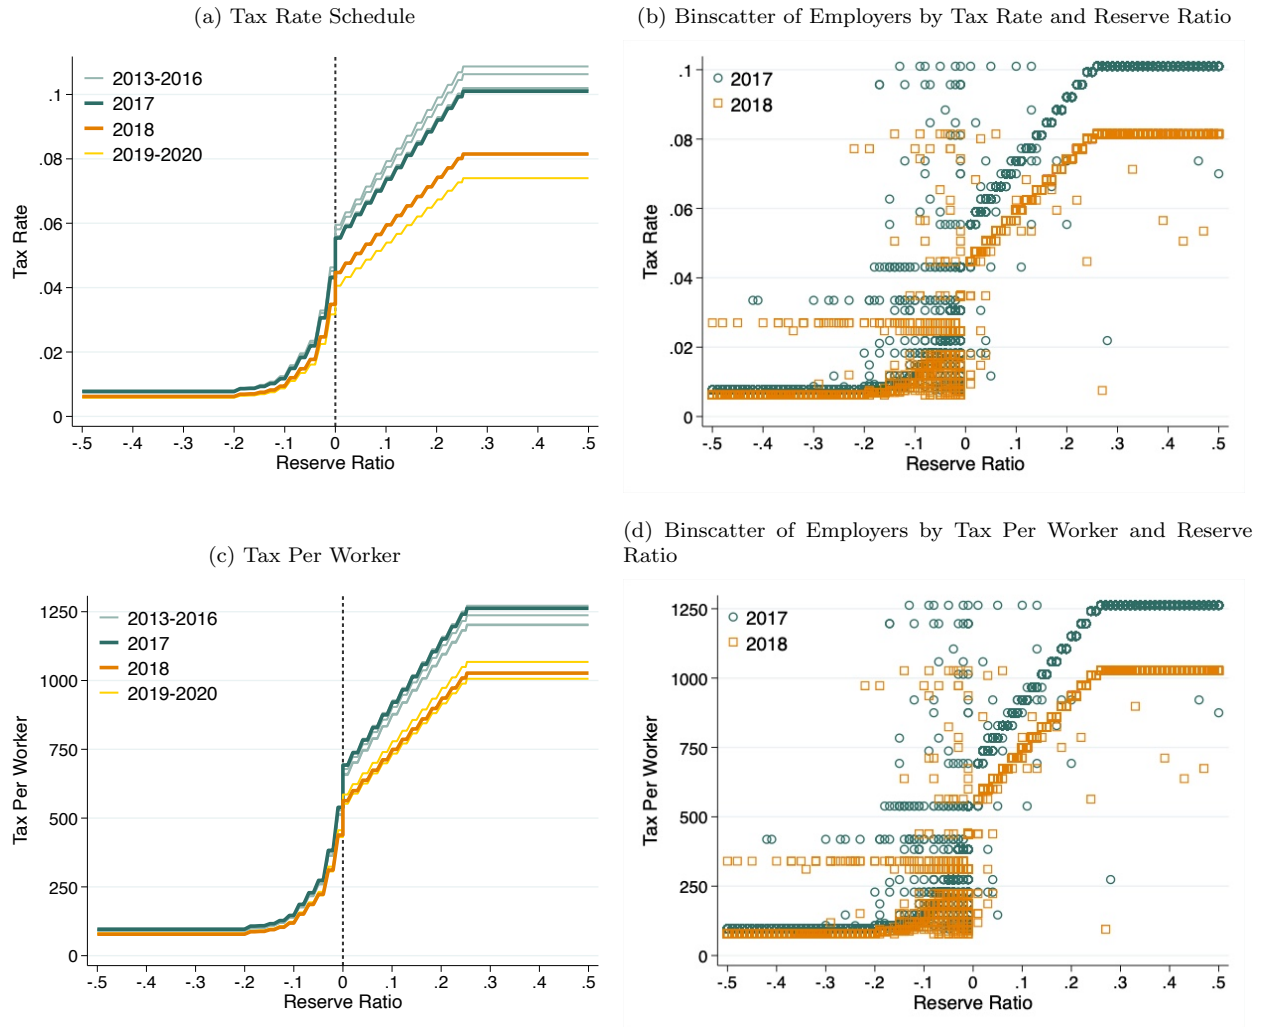 (a) Tax Rate Schedule
2013-2016
2017
2018
2019-2020
.1
.08
.06
.04
.02
0
Tax Rate
-.5 -.4 -.3 -.2 -.1 0 .1 .2 .3 .4 .5
Reserve Ratio
(b) Binscatter of Employers by Tax Rate and Reserve Ratio
2017
2018
.1
.08
.06
.04
.02
0
Tax Rate
-.5 -.4 -.3 -.2 -.1 0 .1 .2 .3 .4 .5
Reserve Ratio
(c) Tax Per Worker
2013-2016
2017
2018
2019-2020
1250
1000
750
500
250
0
Tax Per Worker
-.5 -.4 -.3 -.2 -.1 0 .1 .2 .3 .4 .5
Reserve Ratio
(d) Binscatter of Employers by Tax Per Worker and Reserve
Ratio
2017
2018
1250
1000
750
500
250
0
Tax Per Worker
-.5 -.4 -.3 -.2 -.1 0 .1 .2 .3 .4 .5
Reserve Ratio